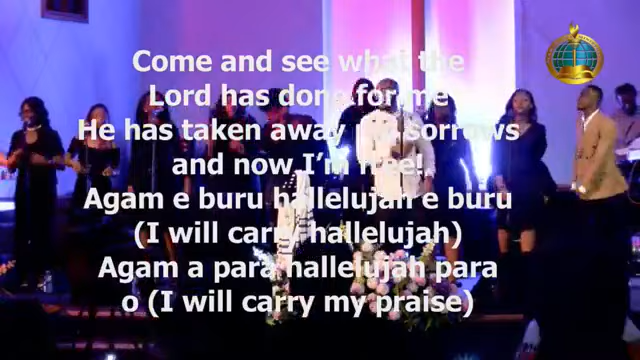 Come and see what the
Lord has done for me
He has taken away my sorrows
and now I'm free!
Agam e buru hallelujah e buru
(I will carry hallelujah)
Agam a para hallelujah para
o (I will carry my praise)